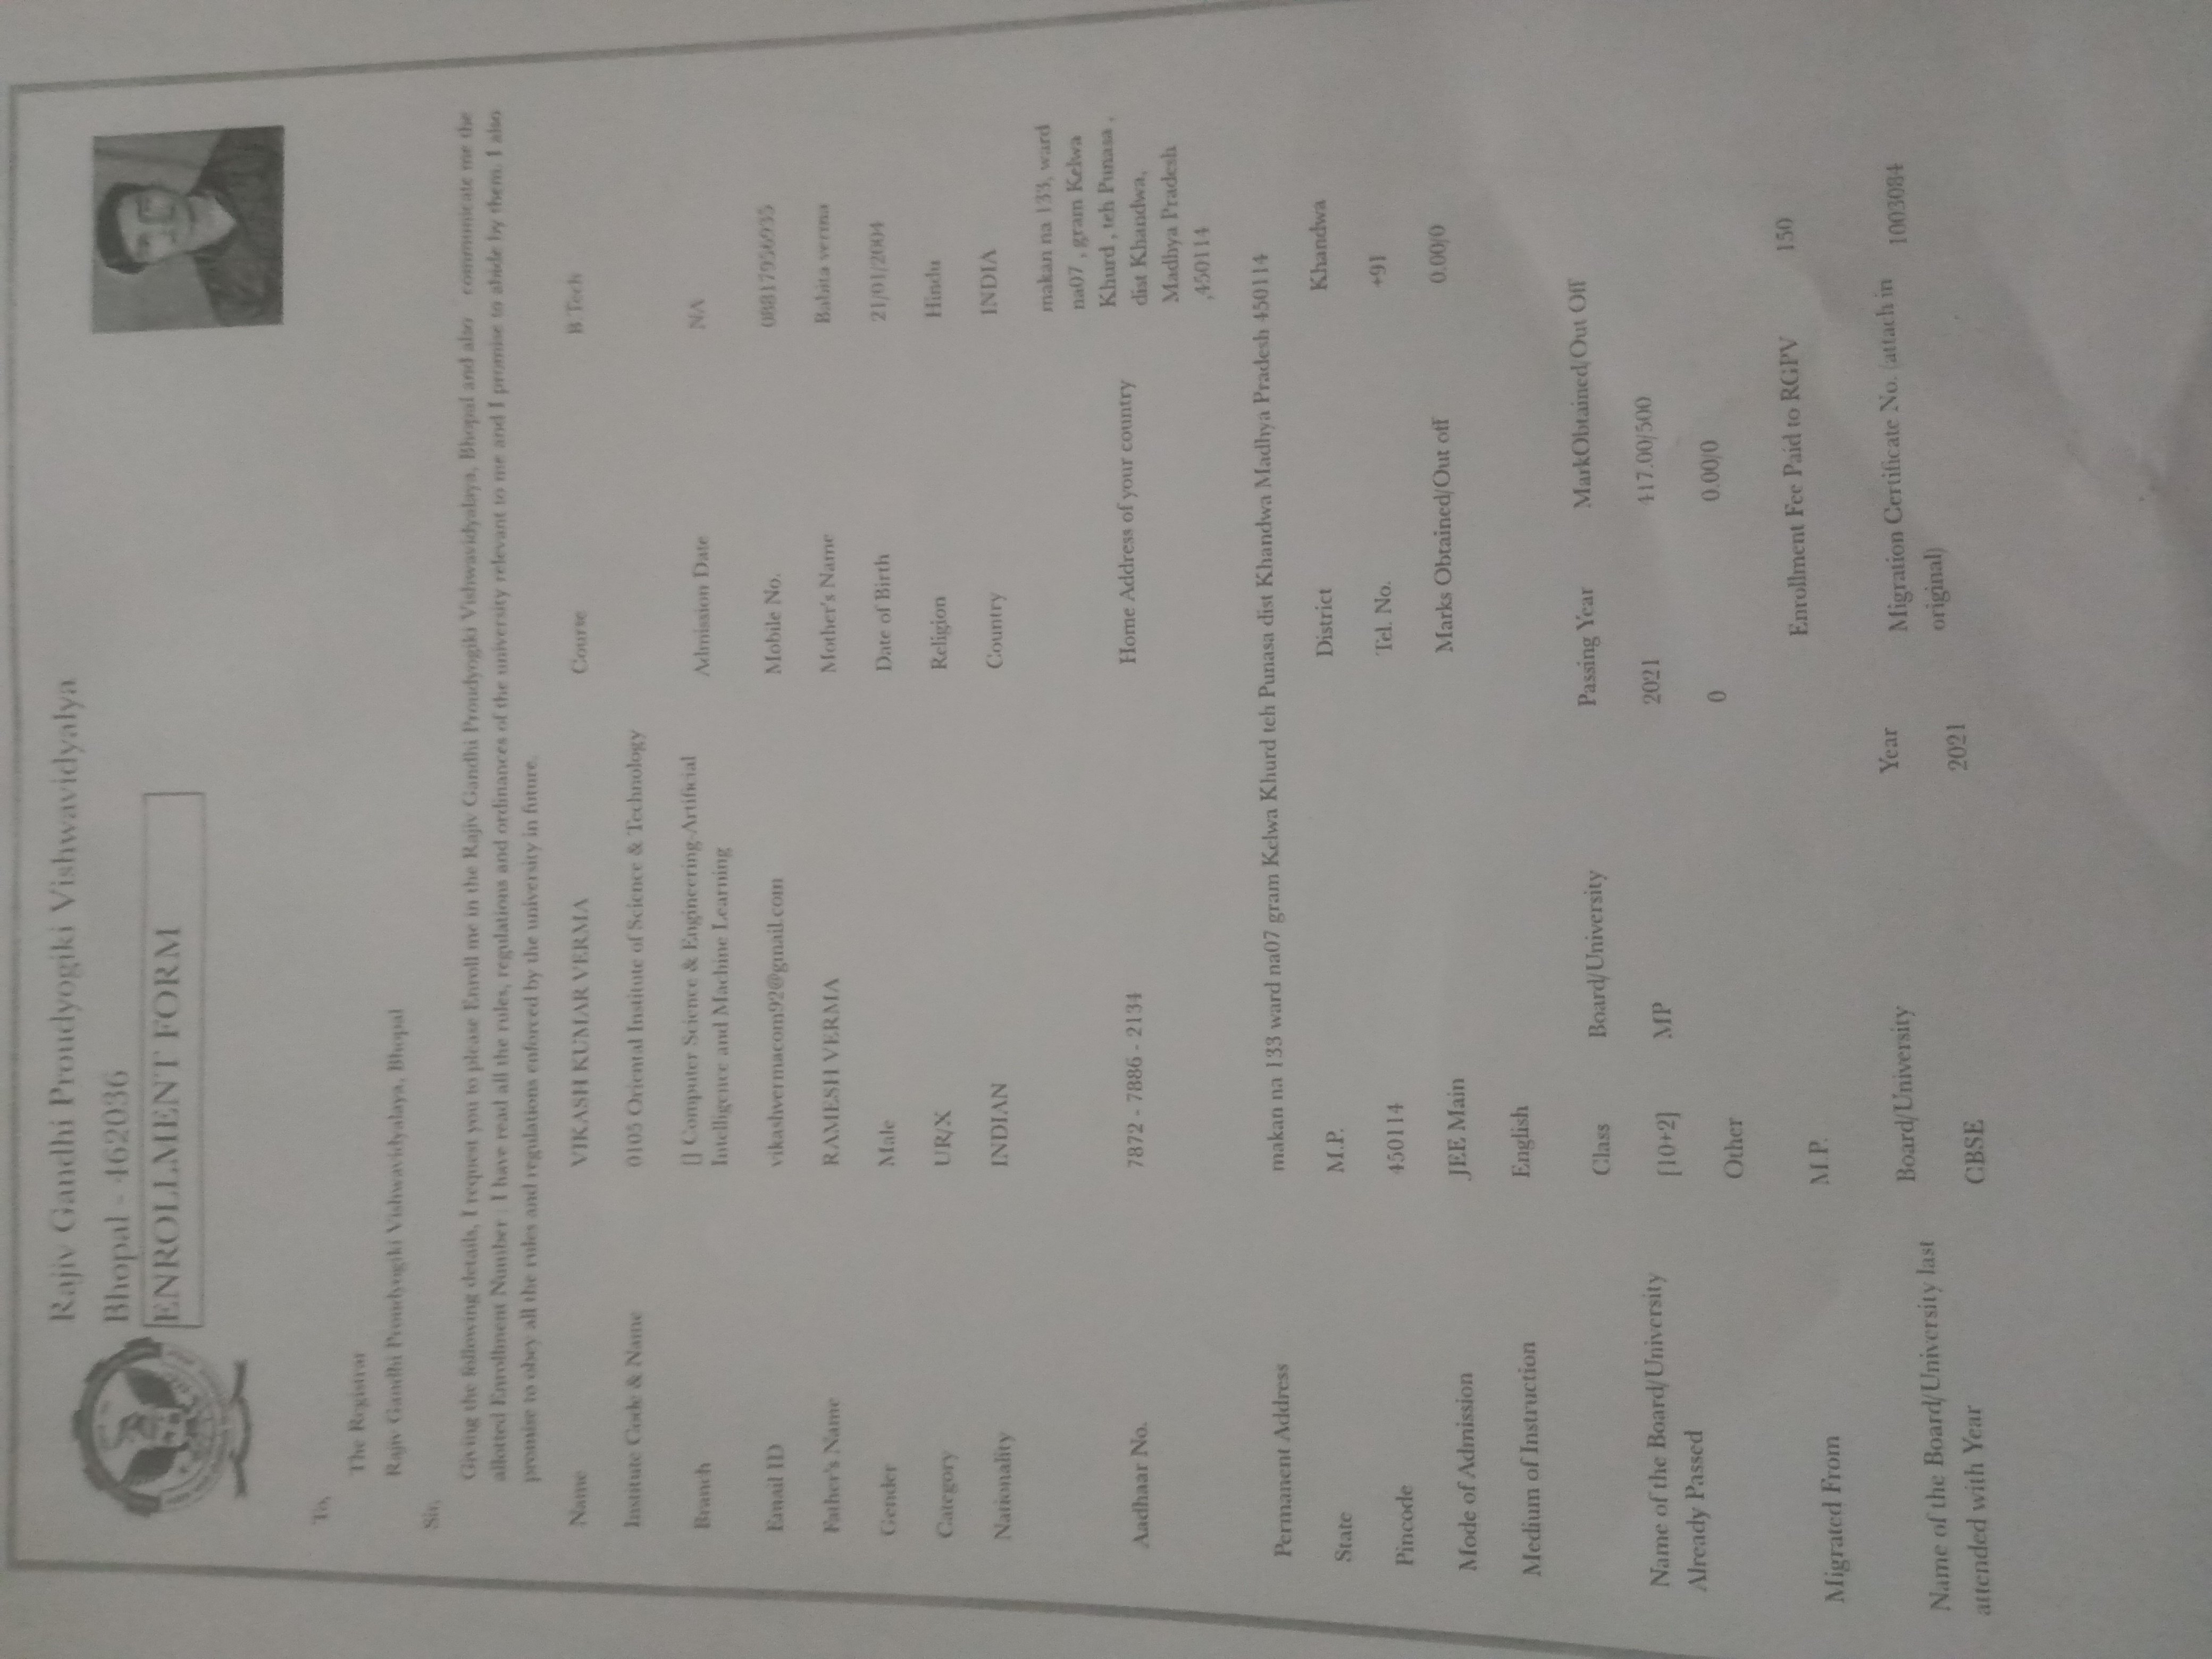 Rajiv Gandhi Proudyogiki Vishwavidyalya
Bhopal - 462036
ENROLLMENT FORM
To,
The Registrar
Rajiv Gandhi Proudyogiki Vishwavidyalaya, Bhopal
Sir,
Giving the following details, I request you to please Enroll me in the Rajiv Gandhi Proudyogiki Vishwavidyalaya, Bhopal and also communicate me the
allotted Enrollment Number : I have read all the rules, regulations and ordinances of the university relevant to me and I promise to abide by them. I also
promise to obey all the rules and regulations enforced by the university in future.
Name VIKASH KUMAR VERMA Course B Tech
Institute Code & Name 0105 Oriental Institute of Science & Technology
Branch [] Computer Science & Engineering-Artificial Admission Date NA
Intelligence and Machine Learning
Email ID vikashvermacom92@gmail.com Mobile No.
Father's Name RAMESH VERMA Mother's Name Babita verma
Gender Male Date of Birth 21/01/2004
Category UR/X Religion Hindu
Nationality INDIAN Country INDIA
Aadhaar No. 7872 - 7886 - 2134 Home Address of your country
makan na 133, ward
na07 , gram Kelwa
Khurd , teh Punasa ,
dist Khandwa,
Madhya Pradesh
,450114
Permanent Address makan na 133 ward na07 gram Kelwa Khurd teh Punasa dist Khandwa Madhya Pradesh 450114
State M.P. District Khandwa
Pincode 450114 Tel. No. +91
Mode of Admission JEE Main Marks Obtained/Out off 0.00/0
Medium of Instruction English
Class Board/University Passing Year MarkObtained/Out Off
Name of the Board/University [10+2] MP 2021 417.00/500
Already Passed Other 0 0.00/0
Migrated From M.P. Enrollment Fee Paid to RGPV 150
Board/University Year Migration Certificate No. (attach in 1003084
Name of the Board/University last original)
attended with Year CBSE 2021